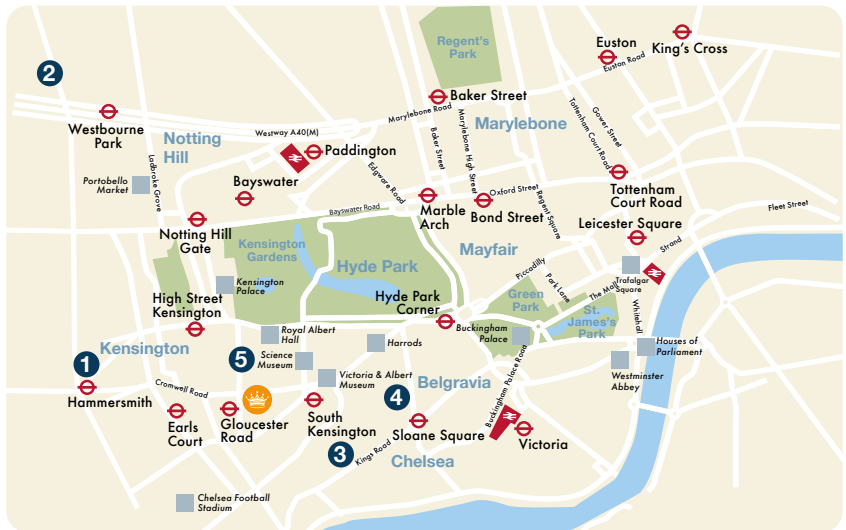 Regent's
Park
Euston
King's Cross
Euston Road
2
Baker Street
Marylebone Road
Westbourne
Park
Notting
Hill
Westway A40(M)
Marylebone
Gower Street
Tottenham Court Road
Baker Street
Marylebone High Street
Paddington
Edgware Road
Portobello
Market
Ladbroke Grove
Bayswater
Oxford Street
Tottenham
Court Road
Marble
Arch
Bond Street
Regent Square
Bayswater Road
Fleet Street
Notting Hill
Gate
Leicester Square
Kensington
Gardens
Hyde Park
Mayfair
Strand
Piccadilly
Park Lane
Trafalgar
Square
Kensington
Palace
The Mall
High Street
Kensington
Hyde Park
Corner
Green
Park
St.
James's
Park
Whitehall
Royal Albert
Hall
Buckingham
Palace
Harrods
Houses of
Parliament
Kensington
1
5
Science
Museum
Victoria & Albert
Museum
Belgravia
Westminster
Abbey
Buckingham Palace Road
Cromwell Road
Hammersmith
4
Earls
Court
Gloucester
Road
South
Kensington
Sloane Square
Victoria
3
Kings Road
Chelsea
Chelsea Football
Stadium